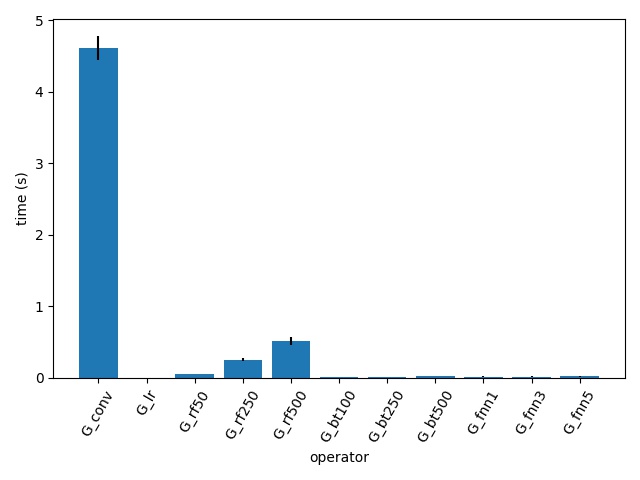 5
4
3
2
1
0
time (s)
G_conv
G_lr
G_rf50
G_rf250
G_rf500
G_bt100
G_bt250
G_bt500
G_fnn1
G_fnn3
G_fnn5
operator